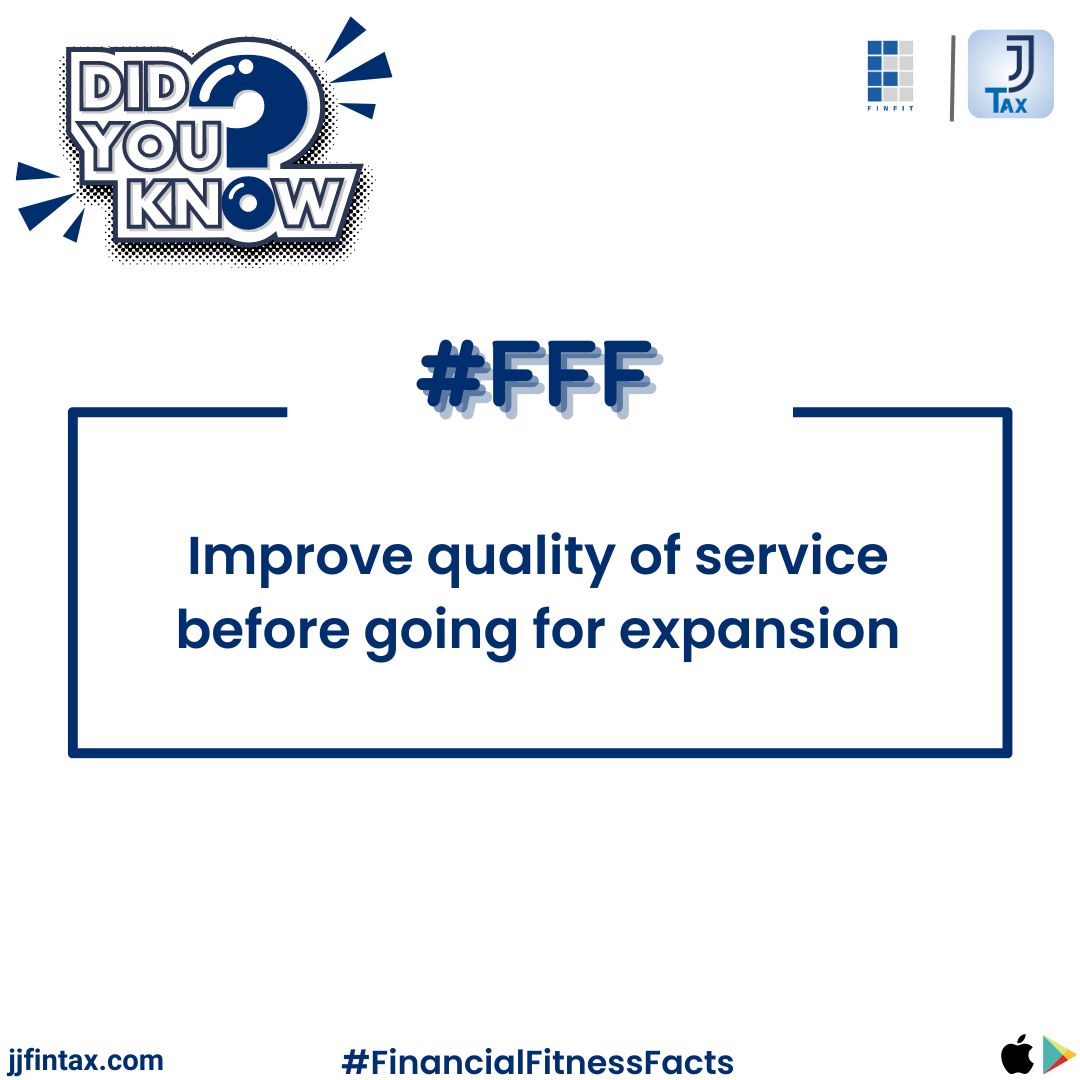 DID
YOU
KNOW
FINFIT
J
TAX
#FFF
Improve quality of service
before going for expansion
jjfintax.com
#FinancialFitnessFacts